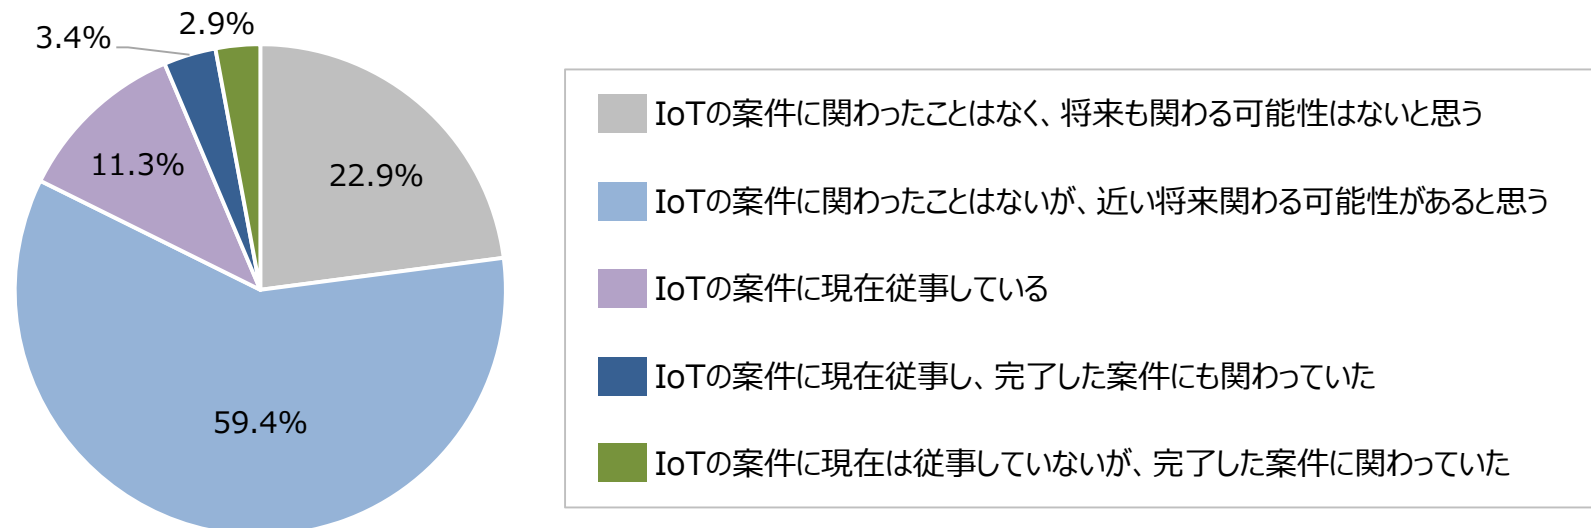 2.9%
3.4%
11.3%
22.9%
59.4%
IoTの案件に関わったことはなく、将来も関わる可能性はないと思う
IoTの案件に関わったことはないが、近い将来関わる可能性があると思う
IoTの案件に現在従事している
IoTの案件に現在従事し、完了した案件にも関わっていた
IoTの案件に現在は従事していないが、完了した案件に関わっていた